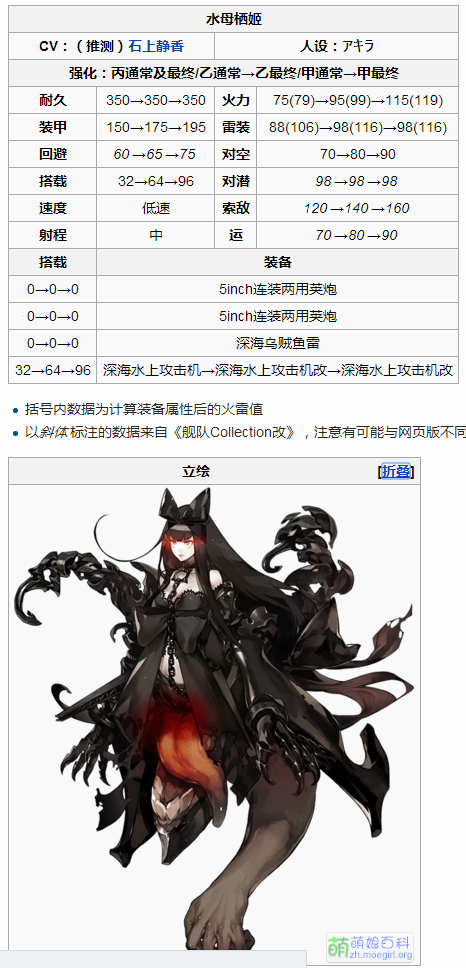 水母栖姬
CV：（推测）石上静香 人设：アキラ
强化：丙通常及最终/乙通常→乙最终/甲通常→甲最终
耐久 350→350→350 火力 75(79)→95(99)→115(119)
装甲 150→175→195 雷装 88(106)→98(116)→98(116)
回避 60→65→75 对空 70→80→90
搭载 32→64→96 对潜 98→98→98
速度 低速 索敌 120→140→160
射程 中 运 70→80→90
搭载 装备
0→0→0 5inch连装两用英炮
0→0→0 5inch连装两用英炮
0→0→0 深海乌贼鱼雷
32→64→96 深海水上攻击机→深海水上攻击机改→深海水上攻击机改
括号内数据为计算装备属性后的火雷值
以斜体标注的数据来自《舰队Collection改》，注意有可能与网页版不同
立绘 [折叠]
萌娘百科
zh.moegirl.org